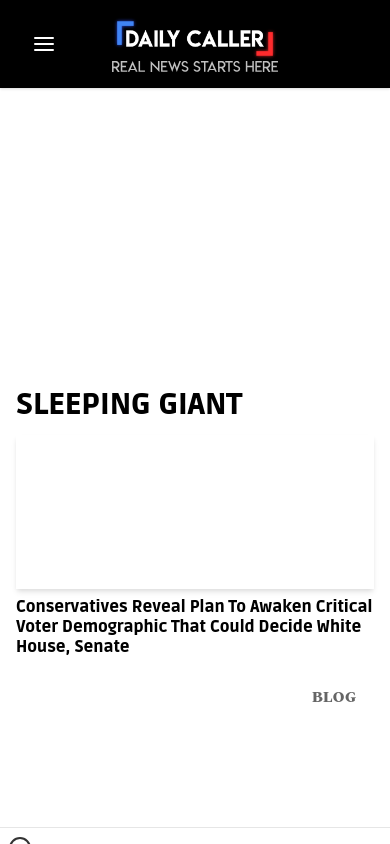 DAILY CALLER
REAL NEWS STARTS HERE
SLEEPING GIANT
Conservatives Reveal Plan To Awaken Critical
Voter Demographic That Could Decide White
House, Senate
BLOG